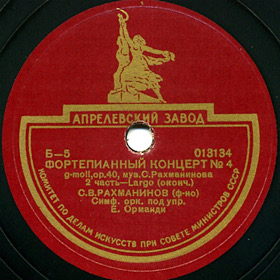 АПРЕЛЕВСКИЙ ЗАВОД
Б—5 013134
ФОРТЕПИАННЫЙ КОНЦЕРТ № 4
g-moll, op. 40, муз. С. Рахманинова
2 часть—Largo (оконч.)
С. В. РАХМАНИНОВ (ф-но)
Симф. орк. под упр.
Е. Орманди
КОМИТЕТ ПО ДЕЛАМ ИСКУССТВ ПРИ СОВЕТЕ МИНИСТРОВ СССР